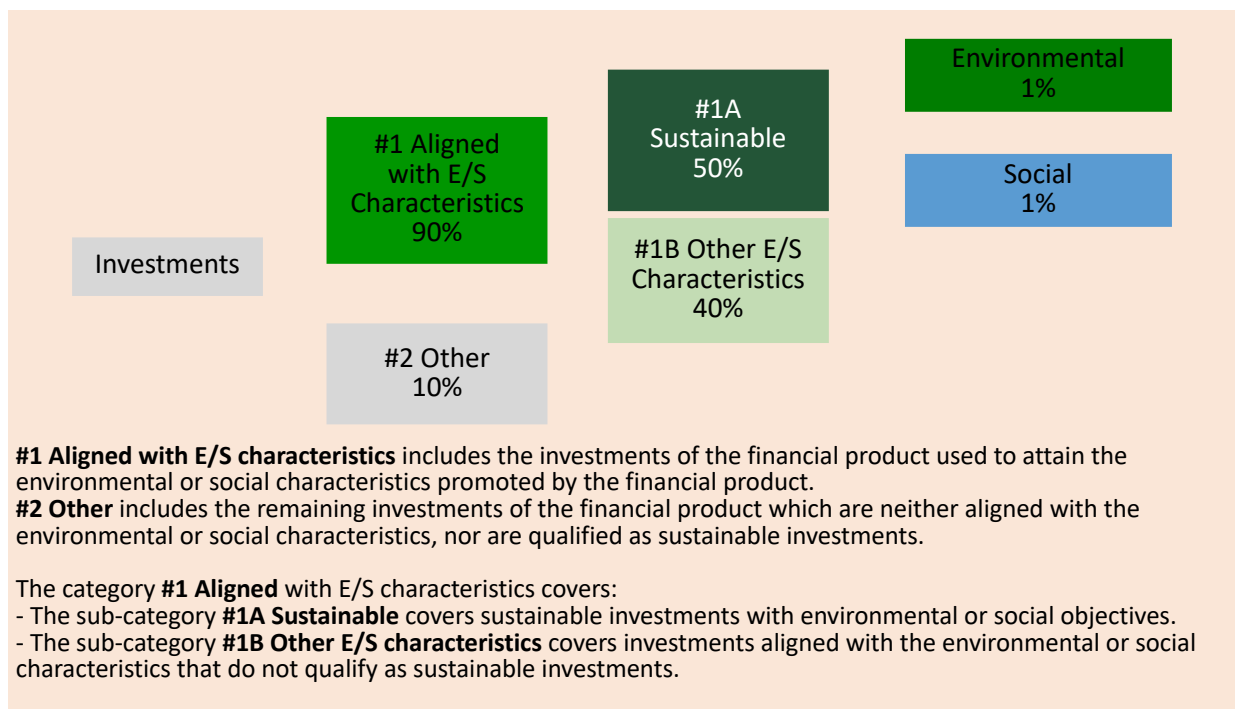 Investments
#1 Aligned
with E/S
Characteristics
90%
#2 Other
10%
#1A
Sustainable
50%
#1B Other E/S
Characteristics
40%
Environmental
1%
Social
1%
#1 Aligned with E/S characteristics includes the investments of the financial product used to attain the
environmental or social characteristics promoted by the financial product.
#2 Other includes the remaining investments of the financial product which are neither aligned with the
environmental or social characteristics, nor are qualified as sustainable investments.
The category #1 Aligned with E/S characteristics covers:
- The sub-category #1A Sustainable covers sustainable investments with environmental or social objectives.
- The sub-category #1B Other E/S characteristics covers investments aligned with the environmental or social
characteristics that do not qualify as sustainable investments.